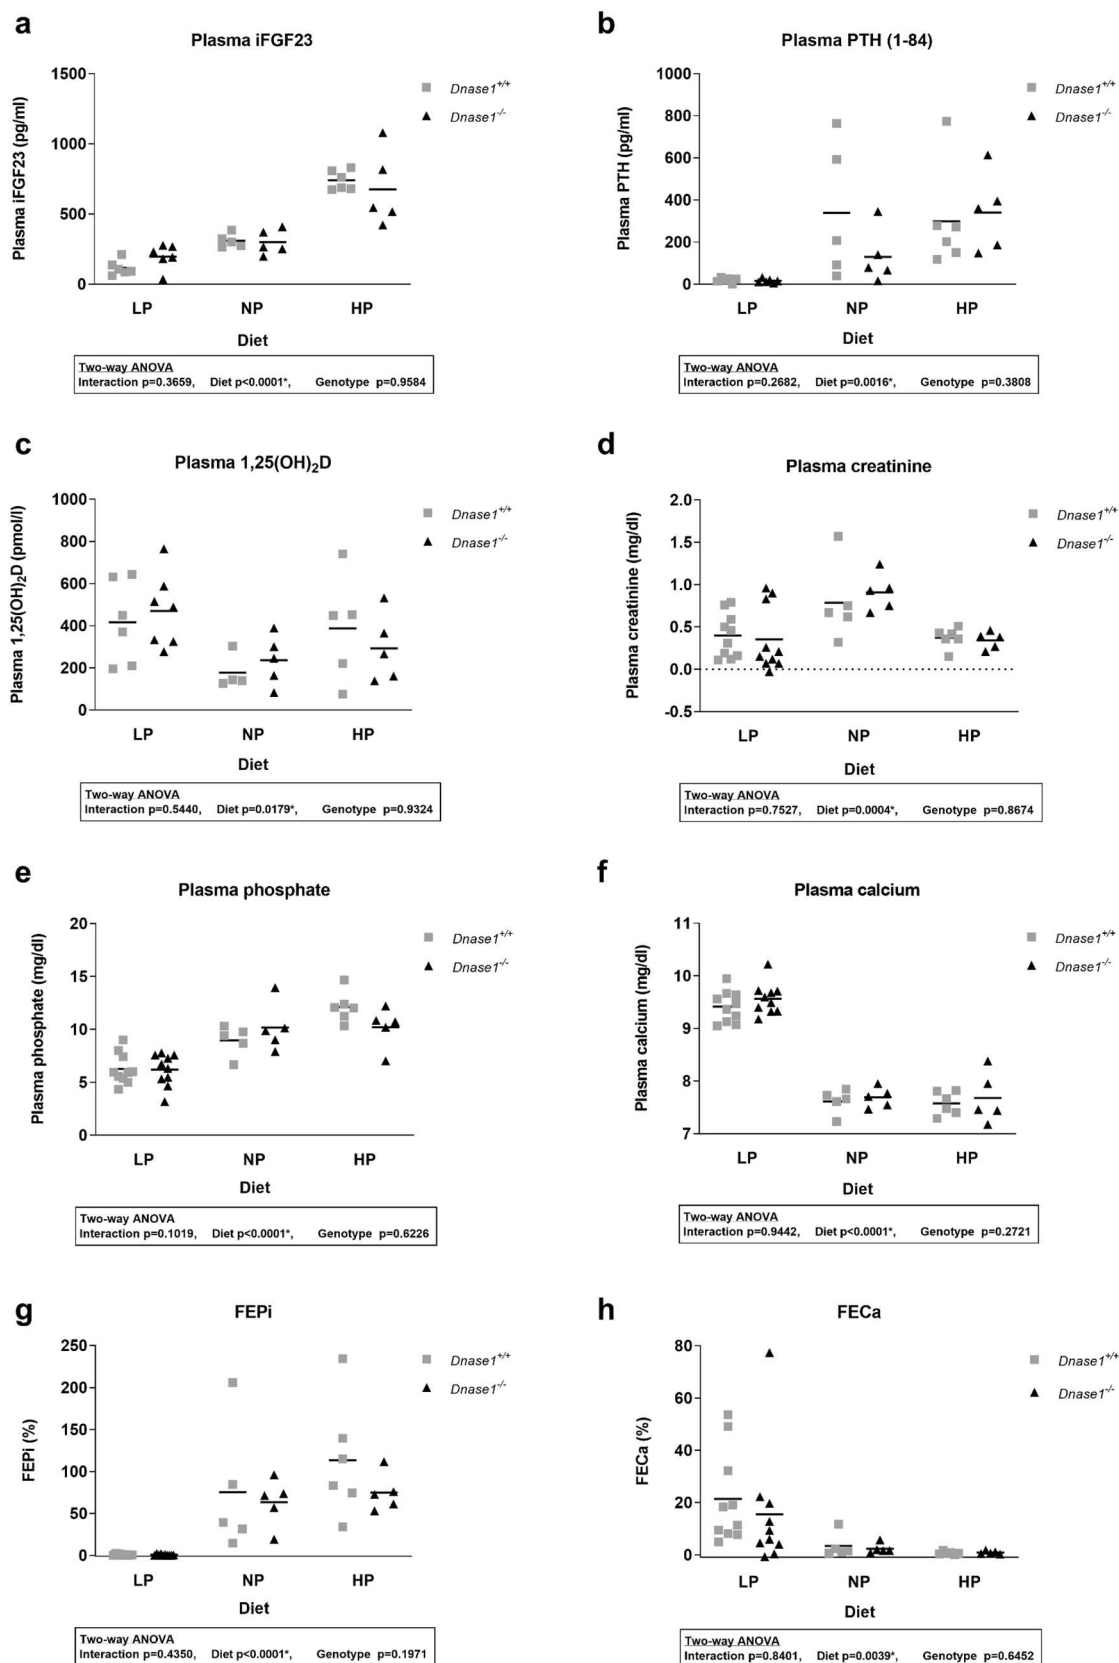 a
Plasma iFGF23
1500
1000
500
0
Plasma iFGF23 (pg/ml)
LP NP HP
Diet
Dnase1+/+
Dnase1-/-
Two-way ANOVA
Interaction p=0.3659, Diet p<0.0001*, Genotype p=0.9584
b
Plasma PTH (1-84)
1000
800
600
400
200
0
Plasma PTH (pg/ml)
LP NP HP
Diet
Dnase1+/+
Dnase1-/-
Two-way ANOVA
Interaction p=0.2682, Diet p=0.0016*, Genotype p=0.3808
c
Plasma 1,25(OH)2D
1000
800
600
400
200
0
Plasma 1,25(OH)2D (pmol/l)
LP NP HP
Diet
Dnase1+/+
Dnase1-/-
Two-way ANOVA
Interaction p=0.5440, Diet p=0.0179*, Genotype p=0.9324
d
Plasma creatinine
2.0
1.5
1.0
0.5
0.0
-0.5
Plasma creatinine (mg/dl)
LP NP HP
Diet
Dnase1+/+
Dnase1-/-
Two-way ANOVA
Interaction p=0.7527, Diet p=0.0004*, Genotype p=0.8674
e
Plasma phosphate
20
15
10
5
0
Plasma phosphate (mg/dl)
LP NP HP
Diet
Dnase1+/+
Dnase1-/-
Two-way ANOVA
Interaction p=0.1019, Diet p<0.0001*, Genotype p=0.6226
f
Plasma calcium
11
10
9
8
7
Plasma calcium (mg/dl)
LP NP HP
Diet
Dnase1+/+
Dnase1-/-
Two-way ANOVA
Interaction p=0.9442, Diet p<0.0001*, Genotype p=0.2721
g
FEPi
250
200
150
100
50
0
FEPi (%)
LP NP HP
Diet
Dnase1+/+
Dnase1-/-
Two-way ANOVA
Interaction p=0.4350, Diet p<0.0001*, Genotype p=0.1971
h
FECa
80
60
40
20
0
FECa (%)
LP NP HP
Diet
Dnase1+/+
Dnase1-/-
Two-way ANOVA
Interaction p=0.8401, Diet p=0.0039*, Genotype p=0.6452